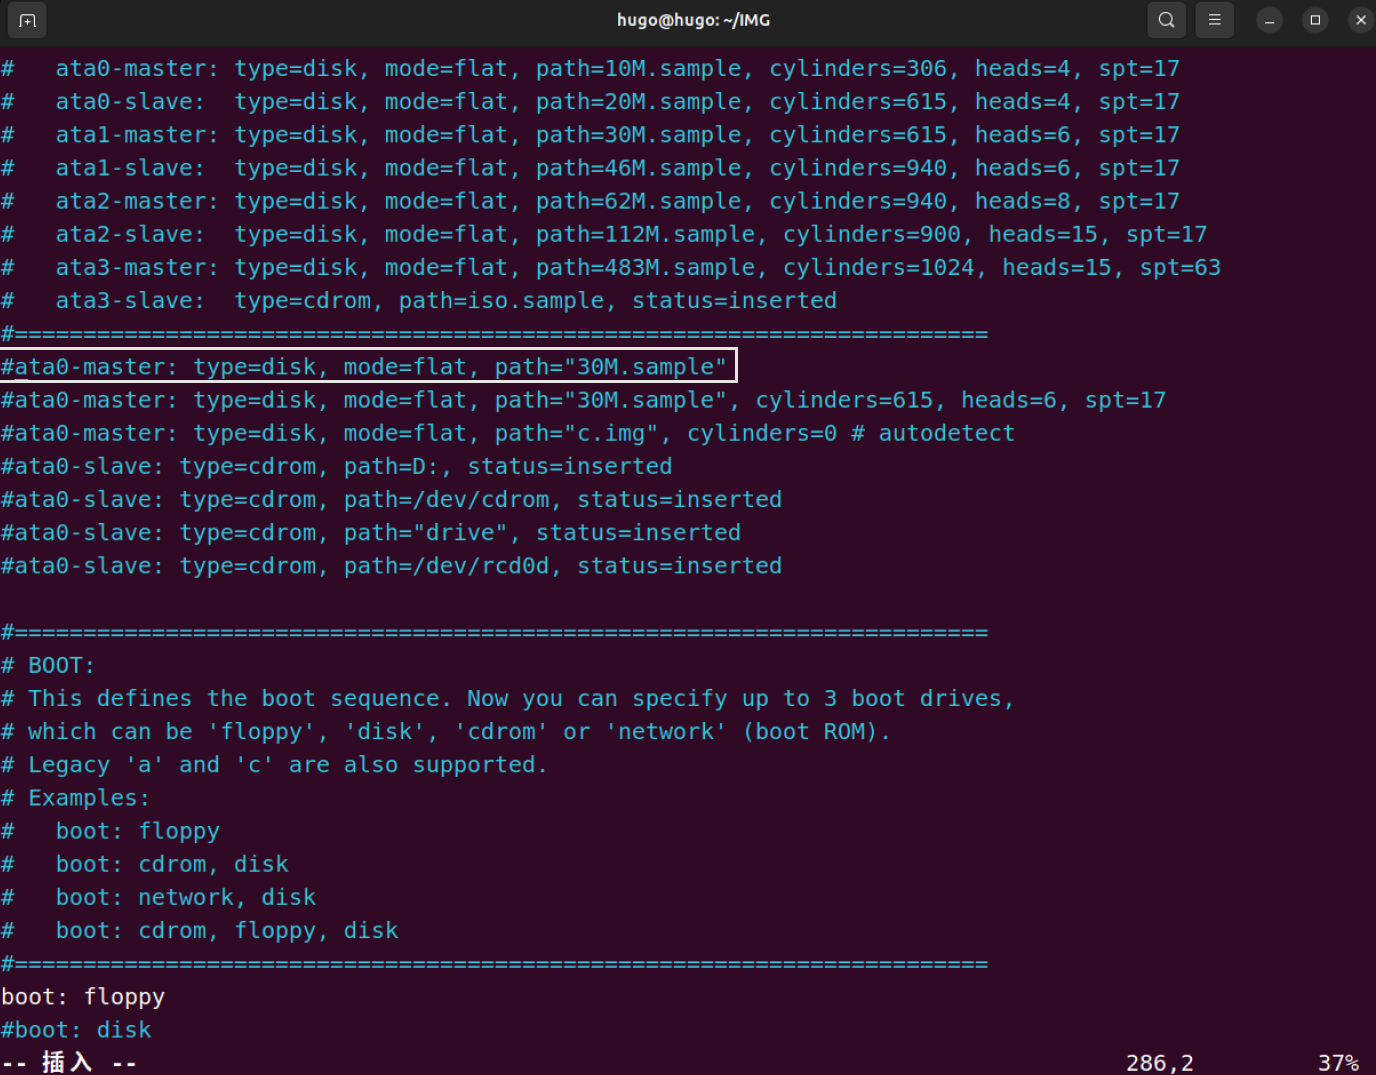 hugo@hugo: ~/IMG
#   ata0-master: type=disk, mode=flat, path=10M.sample, cylinders=306, heads=4, spt=17
#   ata0-slave:  type=disk, mode=flat, path=20M.sample, cylinders=615, heads=4, spt=17
#   ata1-master: type=disk, mode=flat, path=30M.sample, cylinders=615, heads=6, spt=17
#   ata1-slave:  type=disk, mode=flat, path=46M.sample, cylinders=940, heads=6, spt=17
#   ata2-master: type=disk, mode=flat, path=62M.sample, cylinders=940, heads=8, spt=17
#   ata2-slave:  type=disk, mode=flat, path=112M.sample, cylinders=900, heads=15, spt=17
#   ata3-master: type=disk, mode=flat, path=483M.sample, cylinders=1024, heads=15, spt=63
#   ata3-slave:  type=cdrom, path=iso.sample, status=inserted
#=======================================================================
#ata0-master: type=disk, mode=flat, path="30M.sample"
#ata0-master: type=disk, mode=flat, path="30M.sample", cylinders=615, heads=6, spt=17
#ata0-master: type=disk, mode=flat, path="c.img", cylinders=0 # autodetect
#ata0-slave: type=cdrom, path=D:, status=inserted
#ata0-slave: type=cdrom, path=/dev/cdrom, status=inserted
#ata0-slave: type=cdrom, path="drive", status=inserted
#ata0-slave: type=cdrom, path=/dev/rcd0d, status=inserted
#=======================================================================
# BOOT:
# This defines the boot sequence. Now you can specify up to 3 boot drives,
# which can be 'floppy', 'disk', 'cdrom' or 'network' (boot ROM).
# Legacy 'a' and 'c' are also supported.
# Examples:
#   boot: floppy
#   boot: cdrom, disk
#   boot: network, disk
#   boot: cdrom, floppy, disk
#=======================================================================
boot: floppy
#boot: disk
-- 插入 -- 286,2 37%